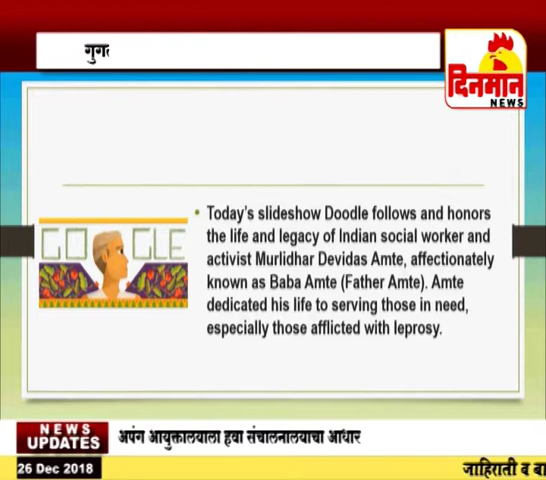 गुगल
दिनमान
NEWS
GOOGLE
• Today's slideshow Doodle follows and honors
the life and legacy of Indian social worker and
activist Murlidhar Devidas Amte, affectionately
known as Baba Amte (Father Amte). Amte
dedicated his life to serving those in need,
especially those afflicted with leprosy.
NEWS
UPDATES
अपंग आयुक्तालयाला हवा संचालनालयाचा आधार
26 Dec 2018
जाहिराती व बा